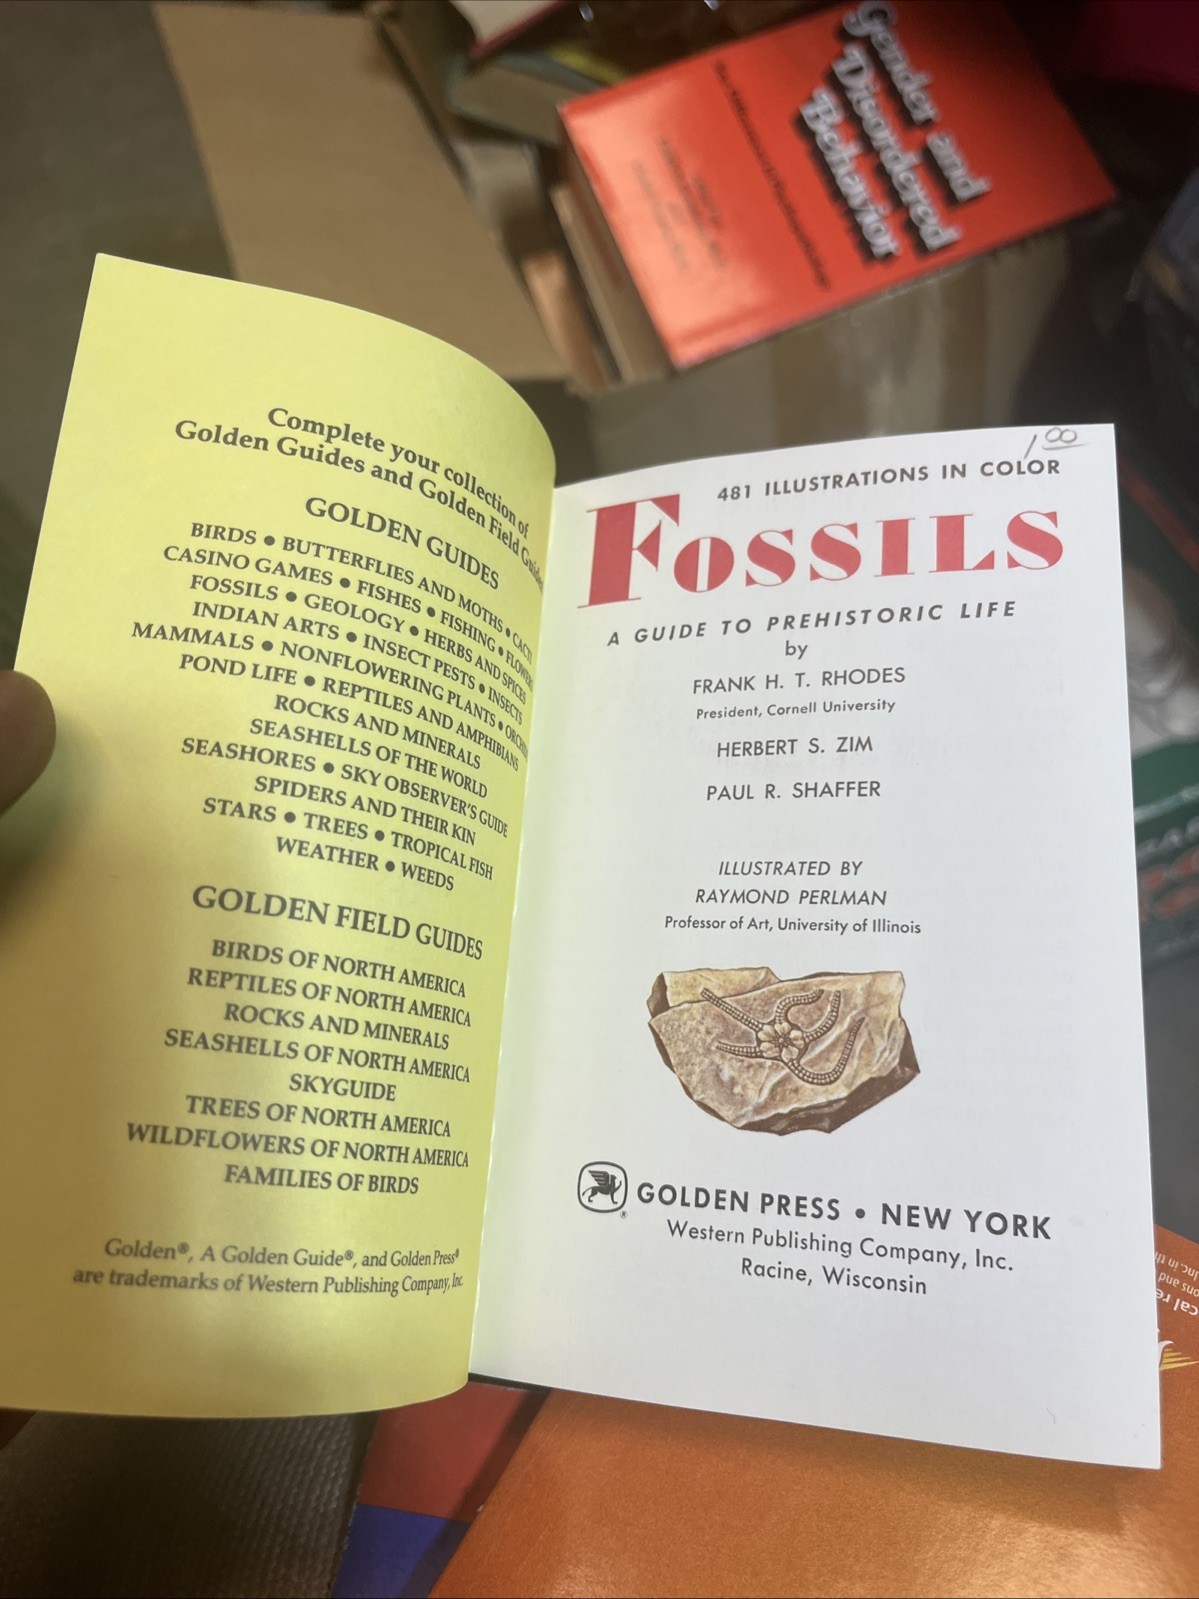 Gender and
Disordered
Behavior
Complete your collection of
Golden Guides and Golden Field Guides
GOLDEN GUIDES
BIRDS ● BUTTERFLIES AND MOTHS ● CACTI
CASINO GAMES ● FISHES ● FISHING ● FLOWERS
FOSSILS ● GEOLOGY ● HERBS AND SPICES
INDIAN ARTS ● INSECT PESTS ● INSECTS
MAMMALS ● NONFLOWERING PLANTS ●
POND LIFE ● REPTILES AND AMPHIBIANS
ROCKS AND MINERALS
SEASHELLS OF THE WORLD
SEASHORES ● SKY OBSERVER'S GUIDE
SPIDERS AND THEIR KIN
STARS ● TREES ● TROPICAL FISH
WEATHER ● WEEDS
GOLDEN FIELD GUIDES
BIRDS OF NORTH AMERICA
REPTILES OF NORTH AMERICA
ROCKS AND MINERALS
SEASHELLS OF NORTH AMERICA
SKYGUIDE
TREES OF NORTH AMERICA
WILDFLOWERS OF NORTH AMERICA
FAMILIES OF BIRDS
Golden®, A Golden Guide®, and Golden Press®
are trademarks of Western Publishing Company, Inc.
1 00
481 ILLUSTRATIONS IN COLOR
FOSSILS
A GUIDE TO PREHISTORIC LIFE
by
FRANK H. T. RHODES
President, Cornell University
HERBERT S. ZIM
PAUL R. SHAFFER
ILLUSTRATED BY
RAYMOND PERLMAN
Professor of Art, University of Illinois
GOLDEN PRESS • NEW YORK
Western Publishing Company, Inc.
Racine, Wisconsin